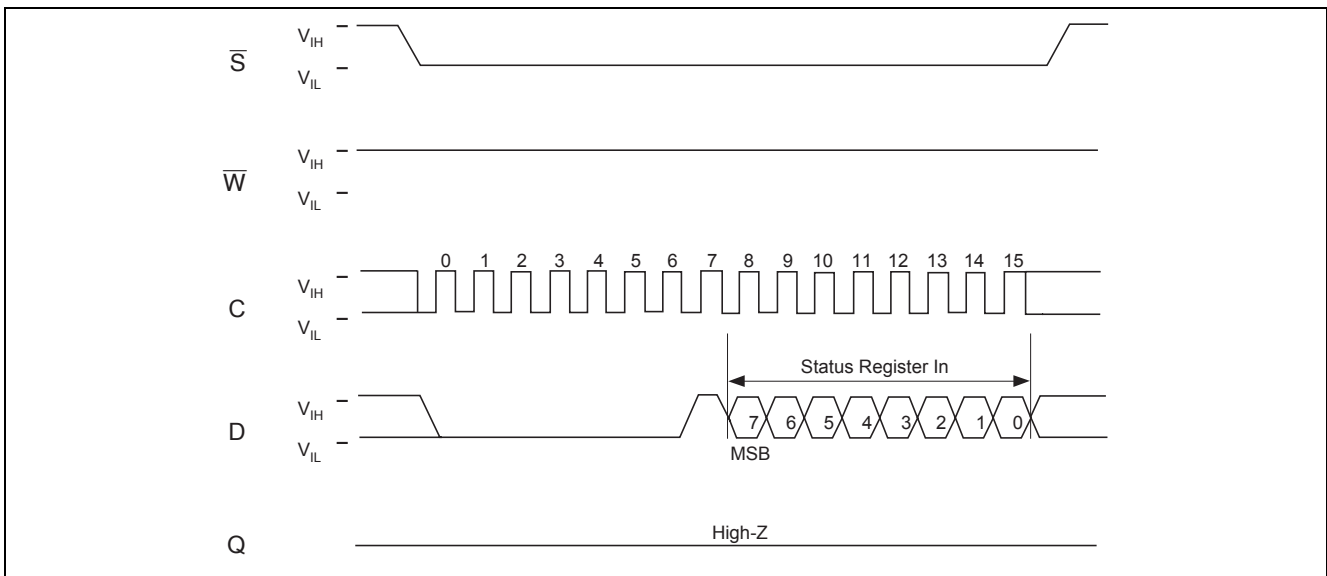 V_IH
S̅
V_IL
V_IH
W̅
V_IL
0 1 2 3 4 5 6 7 8 9 10 11 12 13 14 15
V_IH
C
V_IL
Status Register In
V_IH
D
7 6 5 4 3 2 1 0
V_IL
MSB
High-Z
Q